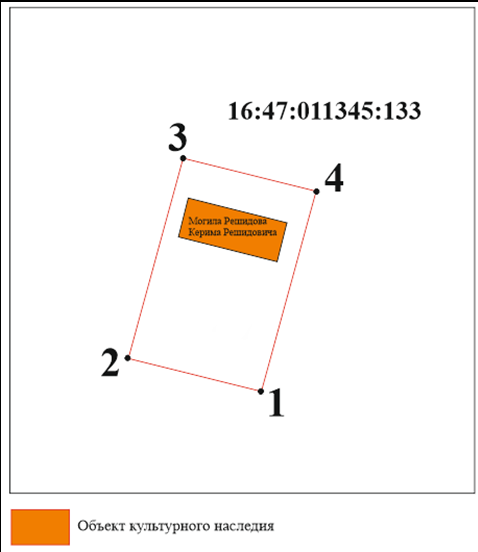 16:47:011345:133
3
4
Могила Решидова
Керима Решидовича
2
1
Объект культурного наследия